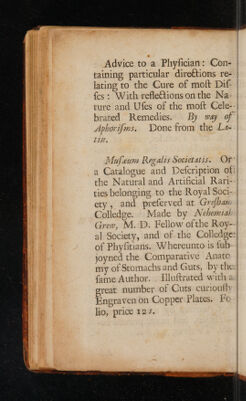 Advice to a Phyſician: Con-
taining particular directions re-
lating to the Cure of moſt Diſ-
ſes: With reflections on the Na-
ture and Uſes of the moſt Cele-
brated Remedies. By way of
Aphoriſms. Done from the La-
tin.
Muſæum Regalis Societatis. Or
a Catalogue and Deſcription of
the Natural and Artificial Rari-
ties belonging to the Royal Soci-
ety, and preſerved at Greſham
Colledge. Made by Nehemiah
Grew, M. D. Fellow of the Roy-
al Society, and of the Colledge
of Phyſitians. Whereunto is ſub-
joyned the Comparative Anato
my of Stomachs and Guts, by the
ſame Author. Illuſtrated with a
great number of Cuts curiouſly
Engraven on Copper Plates. Fo
lio, price 12 s.